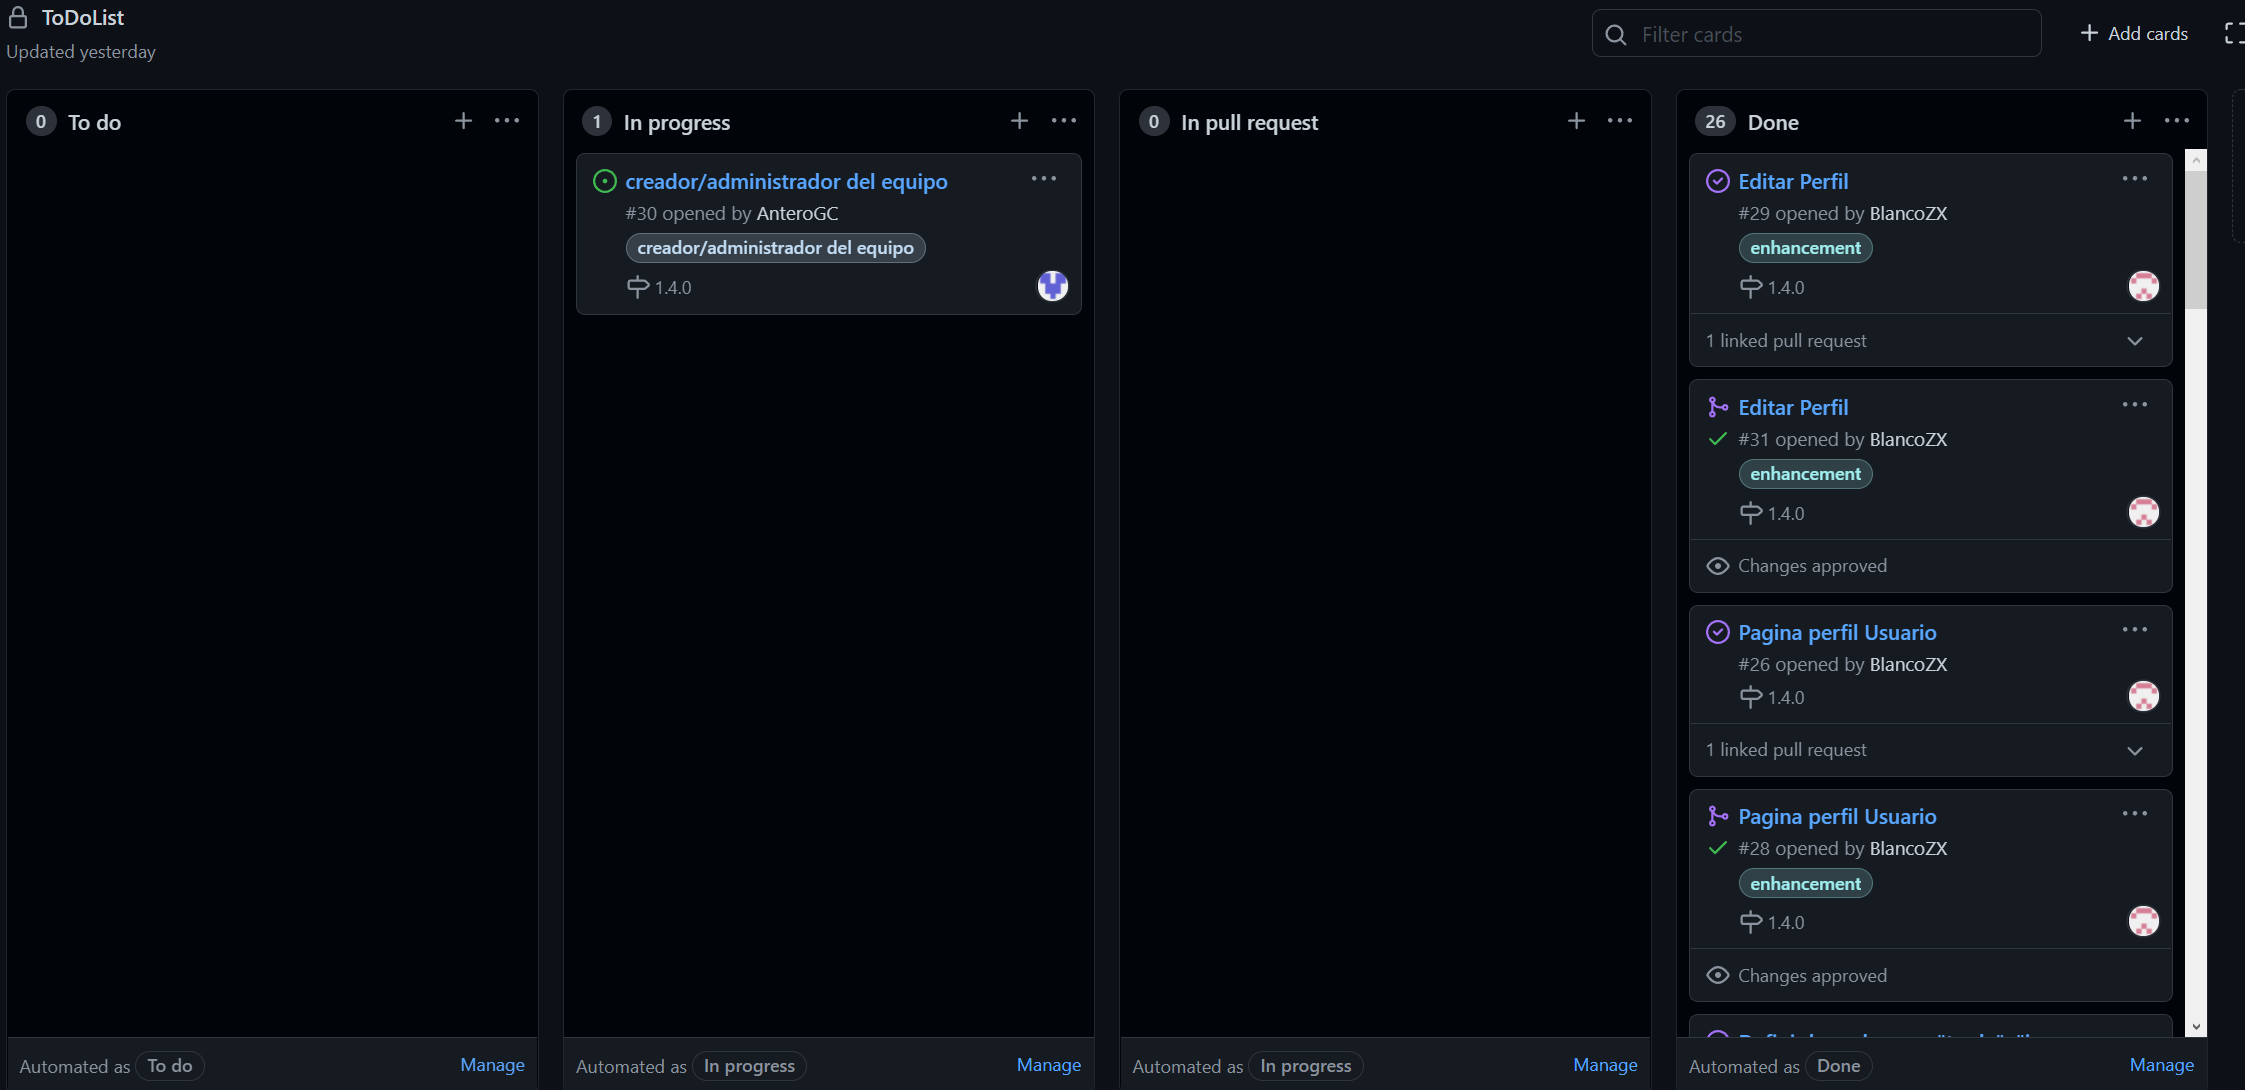 ToDoList
Updated yesterday
Filter cards
Add cards
0 To do
Automated as To do Manage
1 In progress
creador/administrador del equipo
#30 opened by AnteroGC
creador/administrador del equipo
1.4.0
Automated as In progress Manage
0 In pull request
Automated as In progress Manage
26 Done
Editar Perfil
#29 opened by BlancoZX
enhancement
1.4.0
1 linked pull request
Editar Perfil
#31 opened by BlancoZX
enhancement
1.4.0
Changes approved
Pagina perfil Usuario
#26 opened by BlancoZX
1.4.0
1 linked pull request
Pagina perfil Usuario
#28 opened by BlancoZX
enhancement
1.4.0
Changes approved
Automated as Done Manage